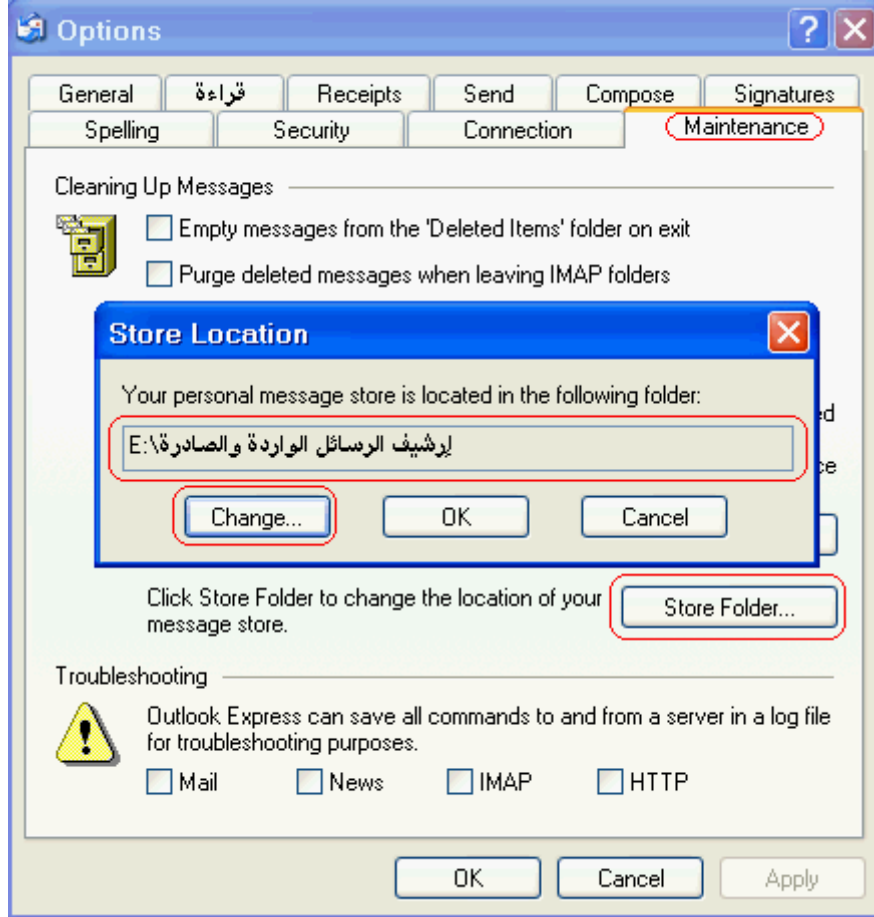 Options
General قراءة Receipts Send Compose Signatures
Spelling Security Connection Maintenance
Cleaning Up Messages
Empty messages from the 'Deleted Items' folder on exit
Purge deleted messages when leaving IMAP folders
Store Location
Your personal message store is located in the following folder:
E:\إرشيف الرسائل الواردة والصادرة
Change... OK Cancel
Click Store Folder to change the location of your
message store.
Store Folder...
Troubleshooting
Outlook Express can save all commands to and from a server in a log file
for troubleshooting purposes.
Mail News IMAP HTTP
OK Cancel Apply